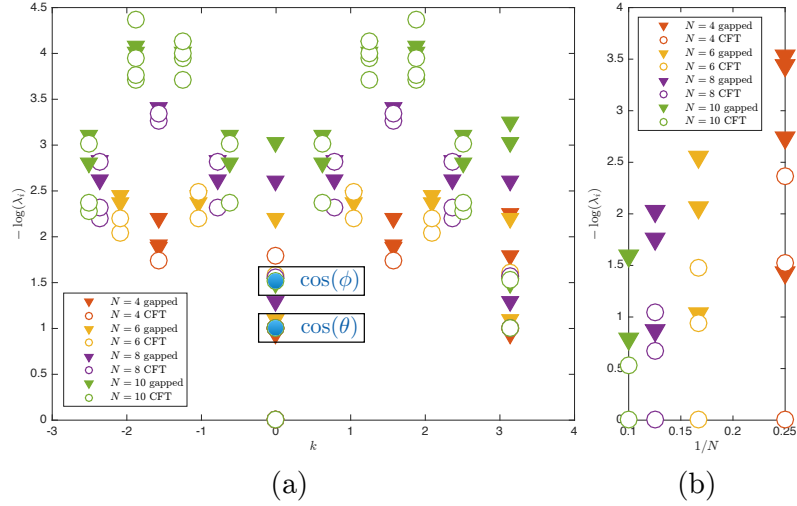 4.5
4
3.5
3
2.5
2
1.5
1
0.5
0
− log(λi)
cos(ϕ)
cos(θ)
N = 4 gapped
N = 4 CFT
N = 6 gapped
N = 6 CFT
N = 8 gapped
N = 8 CFT
N = 10 gapped
N = 10 CFT
-3 -2 -1 0 1 2 3 4
k
(a)
4
3.5
3
2.5
2
1.5
1
0.5
0
− log(λi)
N = 4 gapped
N = 4 CFT
N = 6 gapped
N = 6 CFT
N = 8 gapped
N = 8 CFT
N = 10 gapped
N = 10 CFT
0.1 0.15 0.2 0.25
1/N
(b)